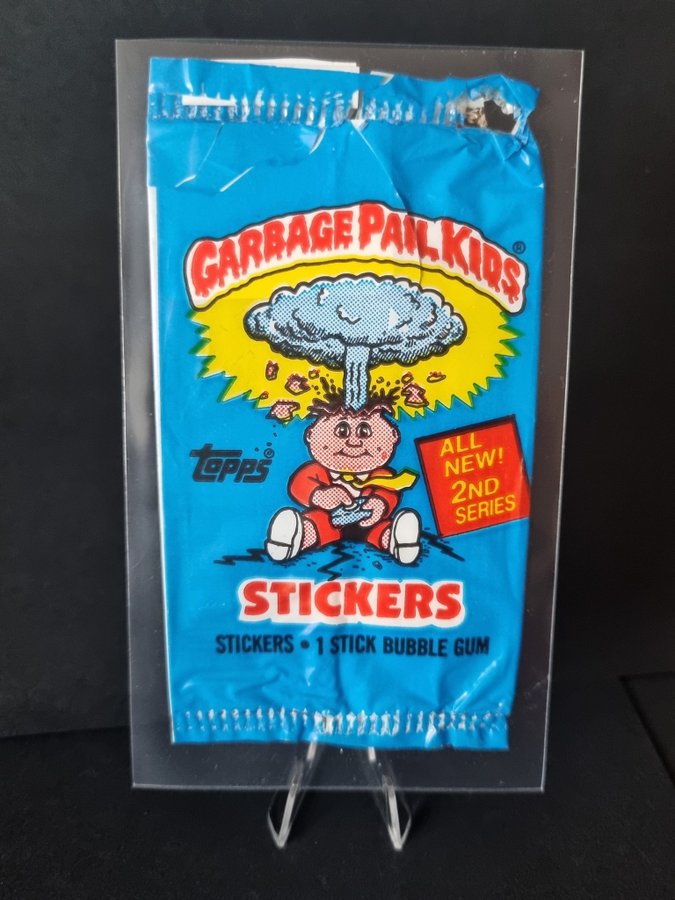 GARBAGE PAIL KIDS ®
TOPPS®
ALL
NEW!
2ND
SERIES
STICKERS
STICKERS • 1 STICK BUBBLE GUM